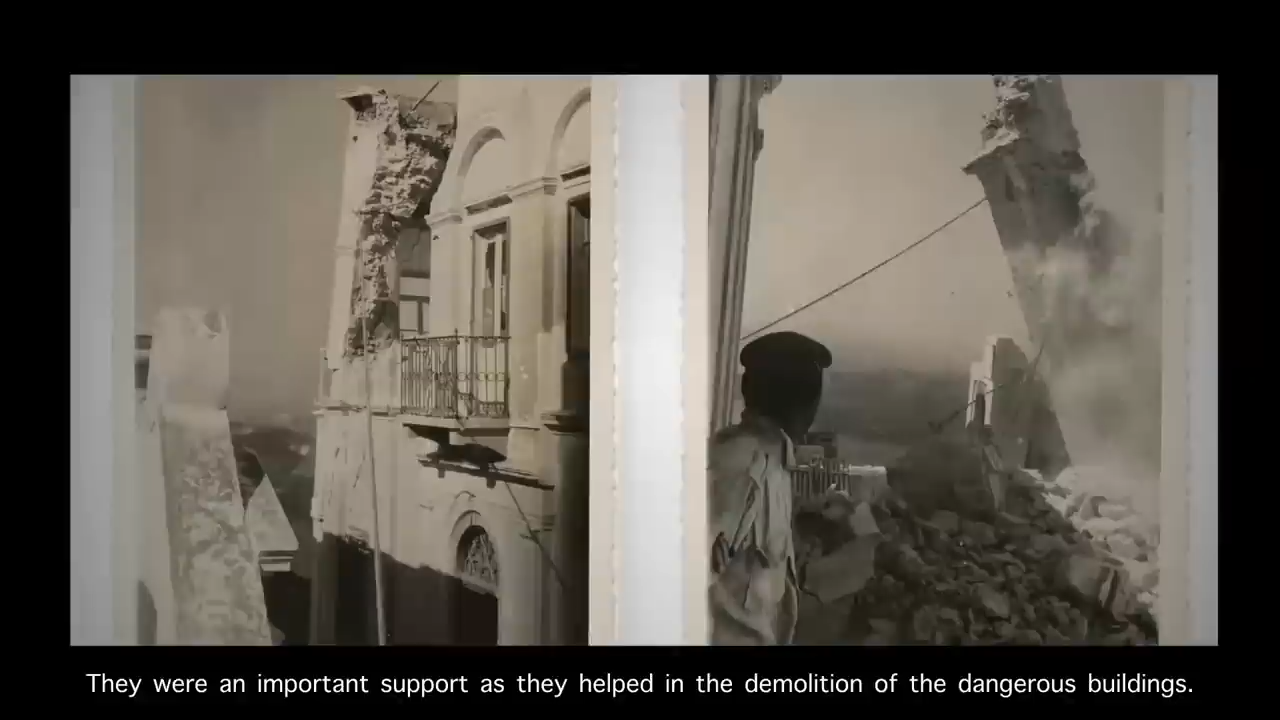 They were an important support as they helped in the demolition of the dangerous buildings.